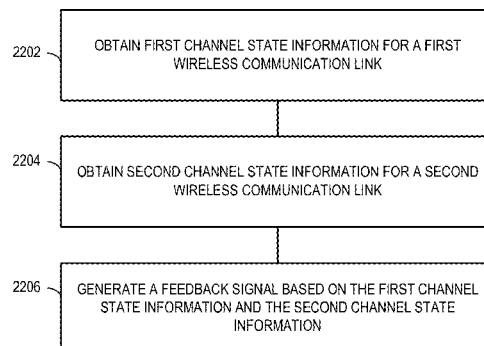 2202
OBTAIN FIRST CHANNEL STATE INFORMATION FOR A FIRST
WIRELESS COMMUNICATION LINK
2204
OBTAIN SECOND CHANNEL STATE INFORMATION FOR A SECOND
WIRELESS COMMUNICATION LINK
2206
GENERATE A FEEDBACK SIGNAL BASED ON THE FIRST CHANNEL
STATE INFORMATION AND THE SECOND CHANNEL STATE
INFORMATION